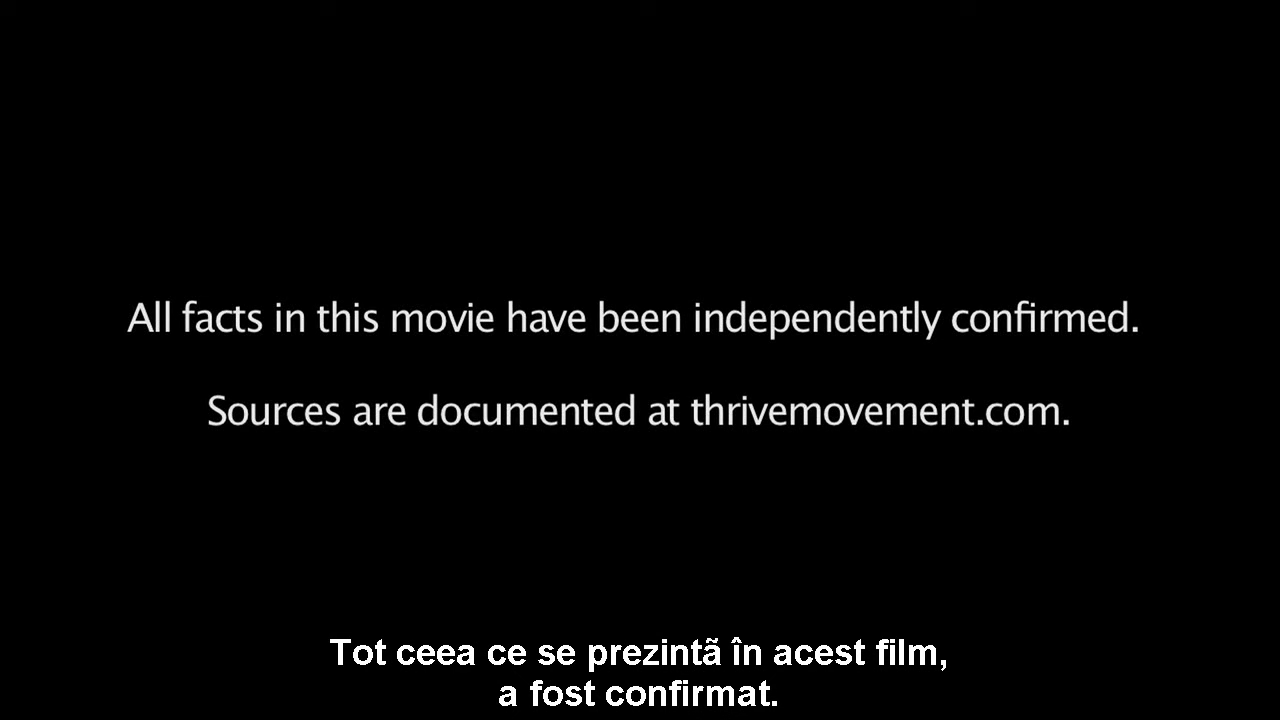 All facts in this movie have been independently confirmed.
Sources are documented at thrivemovement.com.
Tot ceea ce se prezintã în acest film,
a fost confirmat.